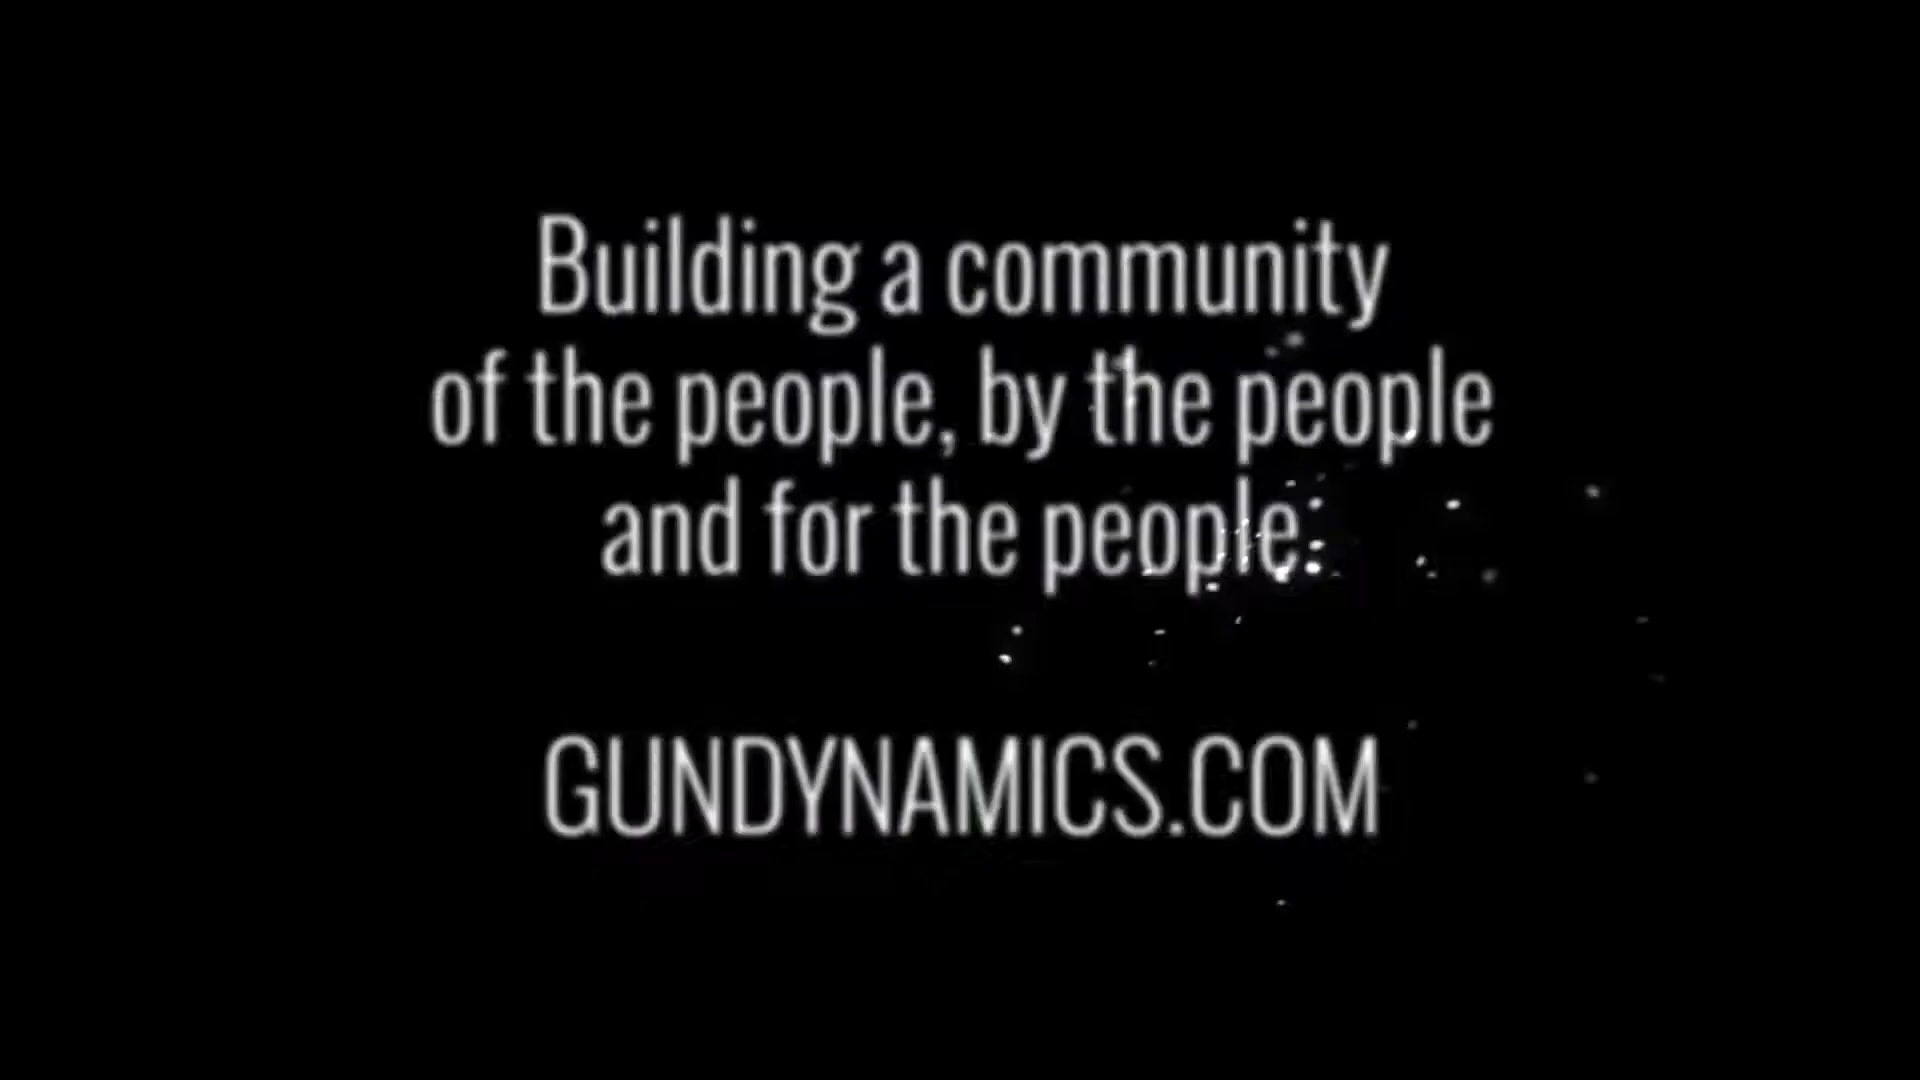 Building a community
of the people, by the people
and for the people.
GUNDYNAMICS.COM